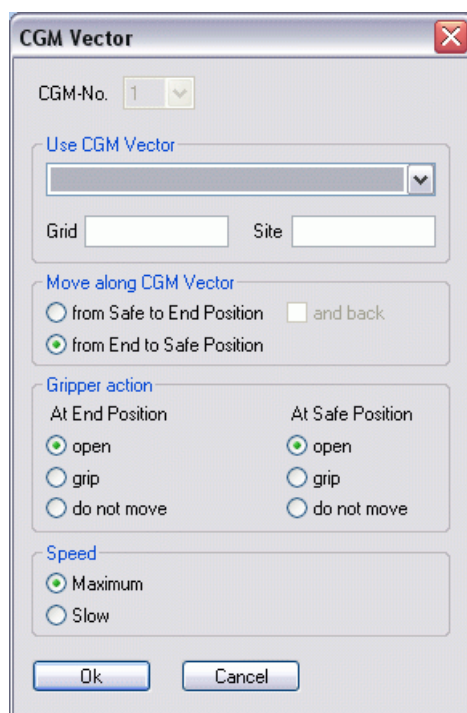 CGM Vector
CGM-No. 1
Use CGM Vector
Grid Site
Move along CGM Vector
from Safe to End Position and back
from End to Safe Position
Gripper action
At End Position At Safe Position
open open
grip grip
do not move do not move
Speed
Maximum
Slow
Ok Cancel